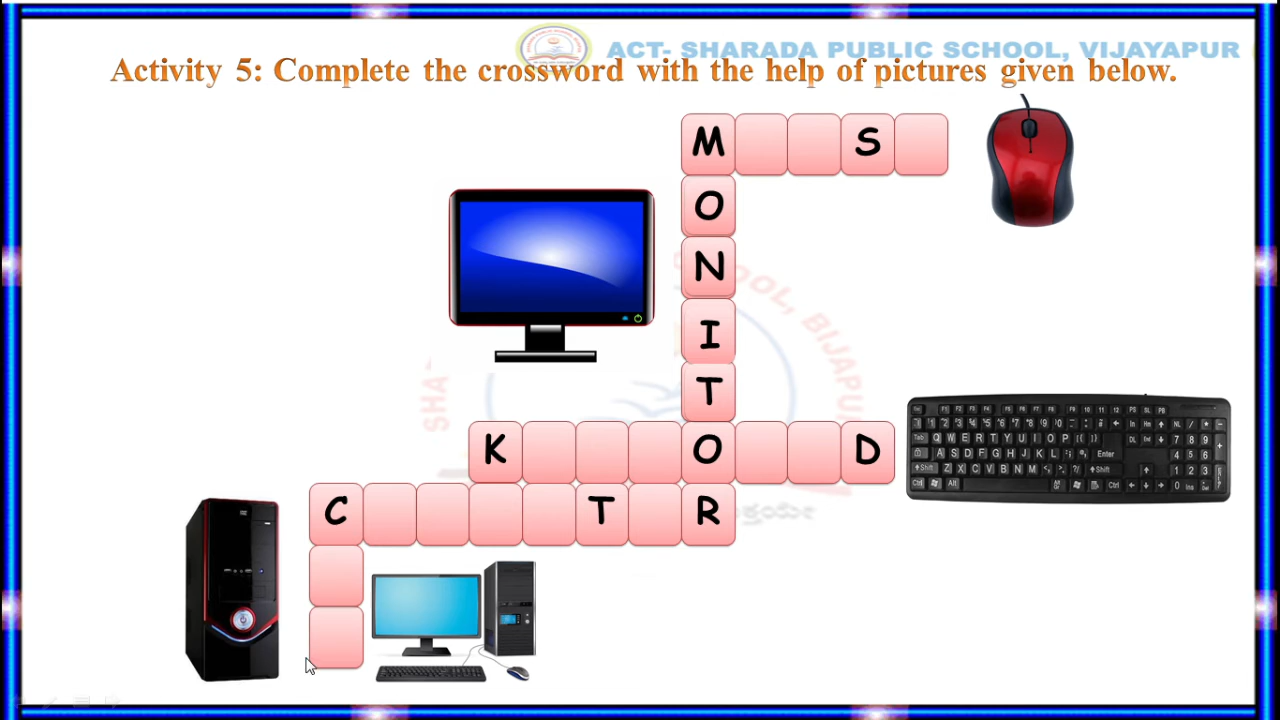 ACT- SHARADA PUBLIC SCHOOL, VIJAYAPUR
Activity 5: Complete the crossword with the help of pictures given below.
M S
O
N
I
T
K O D
C T R